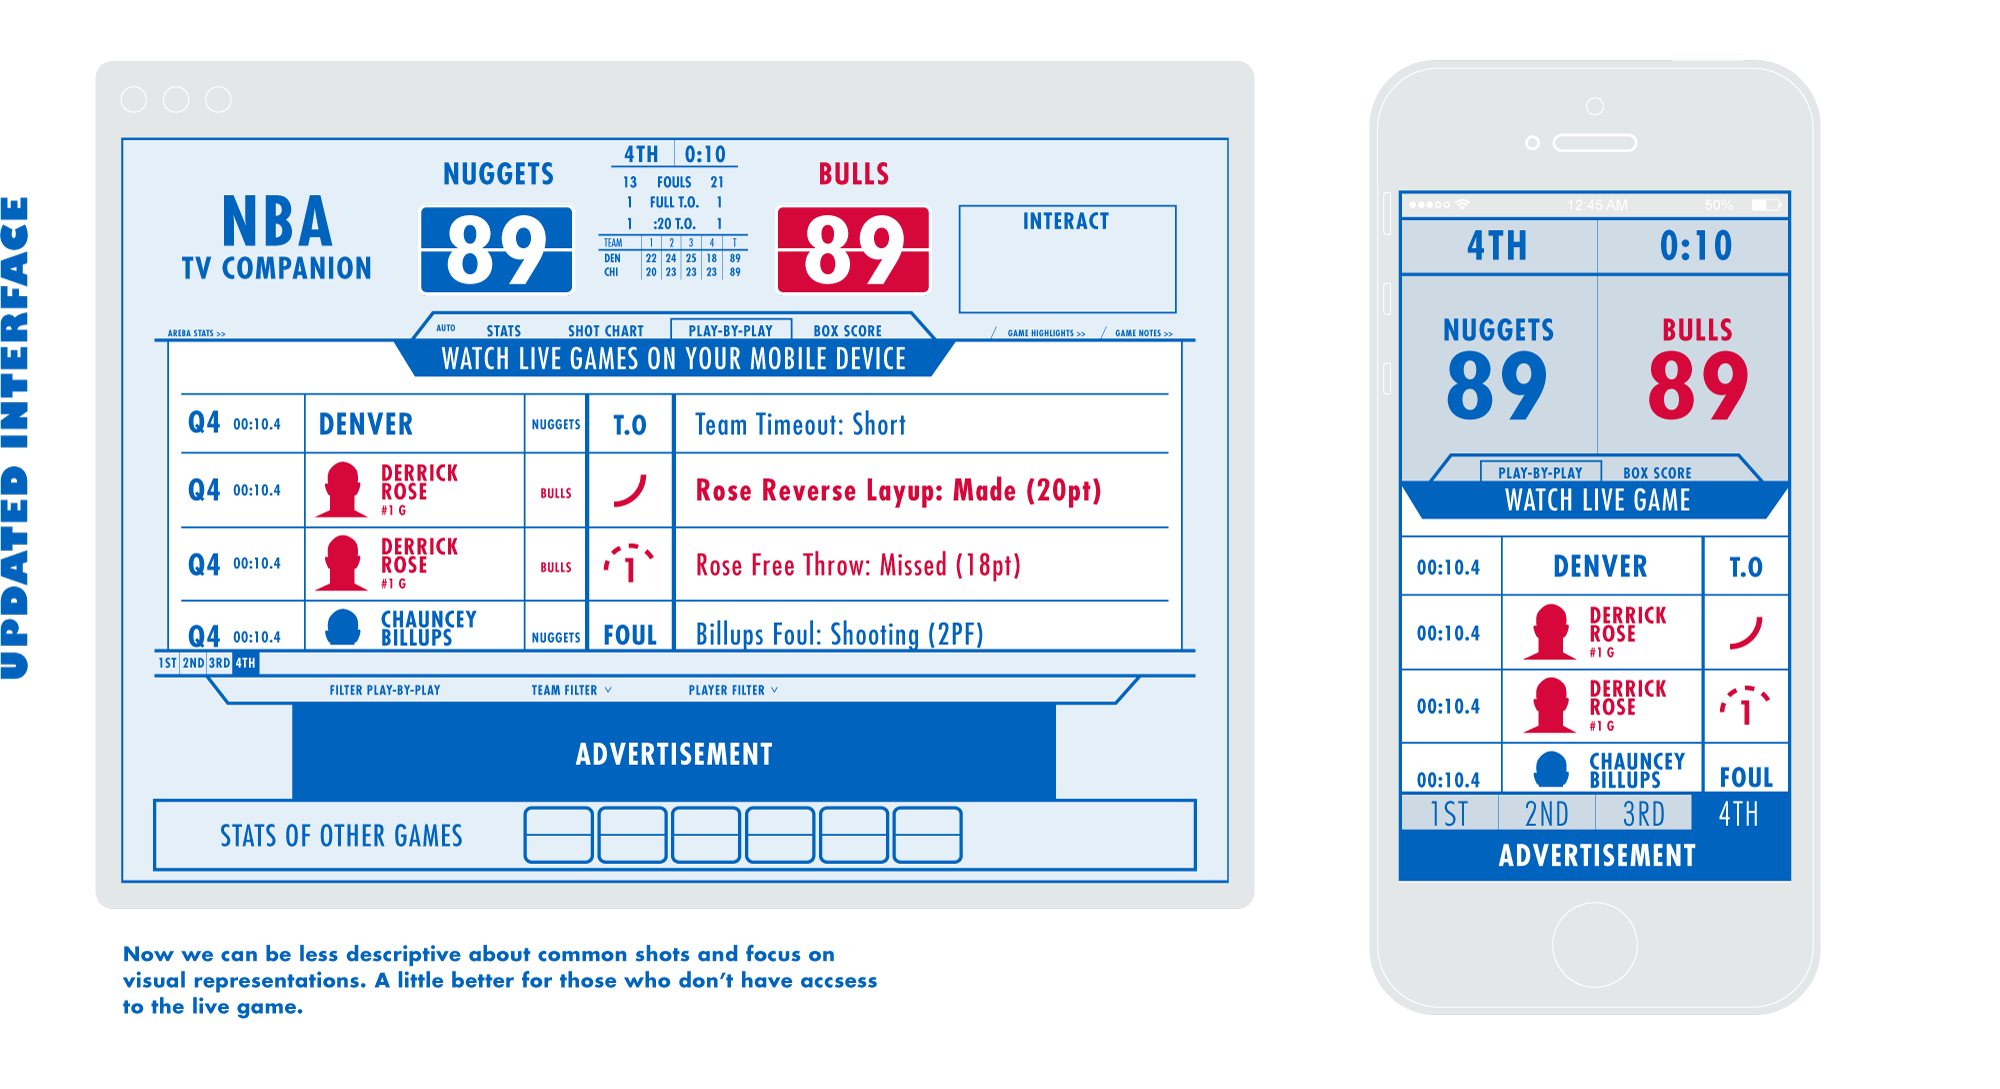 UPDATED INTERFACE
NBA
TV COMPANION
NUGGETS
89
4TH 0:10
13 FOULS 21
1 FULL T.O. 1
1 :20 T.O. 1
TEAM 1 2 3 4 T
DEN 22 24 25 18 89
CHI 20 23 23 23 89
BULLS
89
INTERACT
AREBA STATS >>
AUTO STATS SHOT CHART PLAY-BY-PLAY BOX SCORE
/ GAME HIGHLIGHTS >> / GAME NOTES >>
WATCH LIVE GAMES ON YOUR MOBILE DEVICE
Q4 00:10.4 DENVER NUGGETS T.O Team Timeout: Short
Q4 00:10.4 DERRICK
ROSE
#1 G
BULLS
Rose Reverse Layup: Made (20pt)
Q4 00:10.4 DERRICK
ROSE
#1 G
BULLS
1
Rose Free Throw: Missed (18pt)
Q4 00:10.4 CHAUNCEY
BILLUPS
NUGGETS FOUL Billups Foul: Shooting (2PF)
1ST 2ND 3RD 4TH
FILTER PLAY-BY-PLAY TEAM FILTER ˅ PLAYER FILTER ˅
ADVERTISEMENT
STATS OF OTHER GAMES
Now we can be less descriptive about common shots and focus on
visual representations. A little better for those who don't have accsess
to the live game.
12:45 AM 50%
4TH 0:10
NUGGETS BULLS
89 89
PLAY-BY-PLAY BOX SCORE
WATCH LIVE GAME
00:10.4 DENVER T.O
00:10.4 DERRICK
ROSE
#1 G
00:10.4 DERRICK
ROSE
#1 G
1
00:10.4 CHAUNCEY
BILLUPS
FOUL
1ST 2ND 3RD 4TH
ADVERTISEMENT